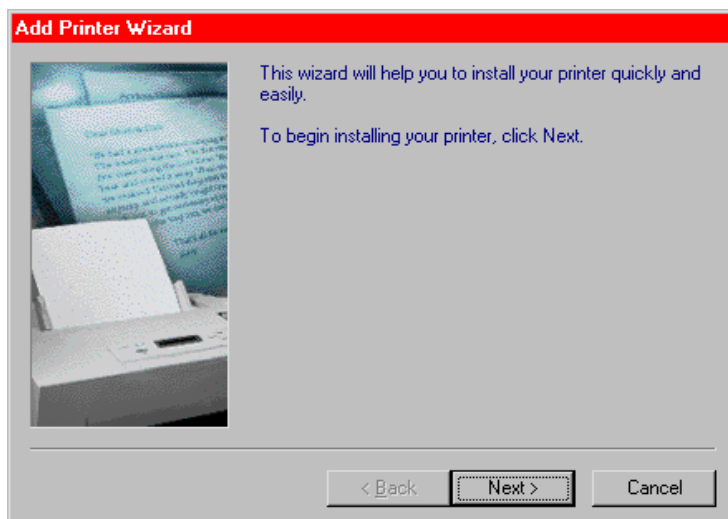 Add Printer Wizard
This wizard will help you to install your printer quickly and
easily.
To begin installing your printer, click Next.
< Back
Next >
Cancel